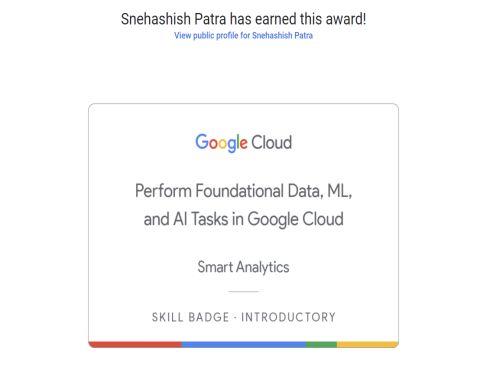 Snehashish Patra has earned this award!
View public profile for Snehashish Patra
Google Cloud
Perform Foundational Data, ML,
and AI Tasks in Google Cloud
Smart Analytics
SKILL BADGE · INTRODUCTORY